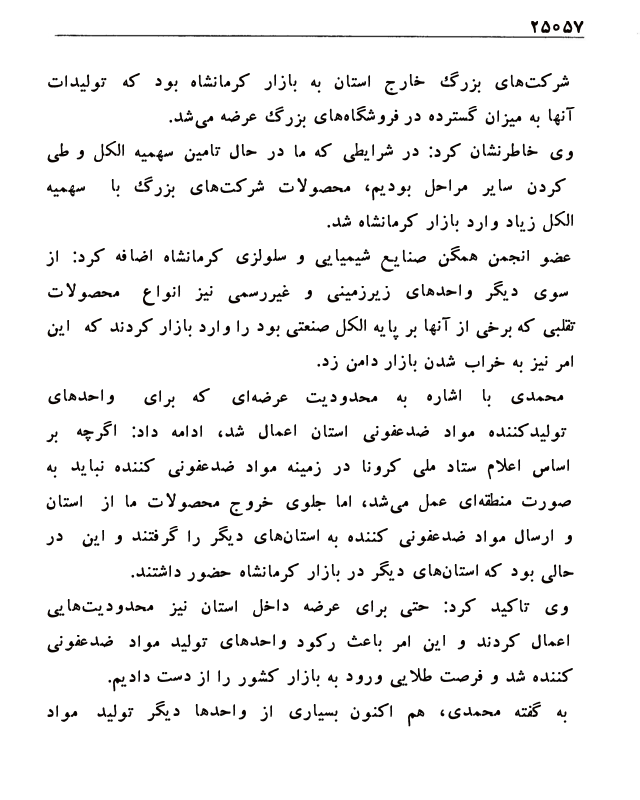 ۲۵۰۵۷
شرکت‌های بزرگ خارج استان به بازار کرمانشاه بود که تولیدات
آنها به میزان گسترده در فروشگاه‌های بزرگ عرضه می‌شد.
وی خاطرنشان کرد: در شرایطی که ما در حال تامین سهمیه الکل و طی
کردن سایر مراحل بودیم، محصولات شرکت‌های بزرگ با سهمیه
الکل زیاد وارد بازار کرمانشاه شد.
عضو انجمن همگن صنایع شیمیایی و سلولزی کرمانشاه اضافه کرد: از
سوی دیگر واحدهای زیرزمینی و غیررسمی نیز انواع محصولات
تقلبی که برخی از آنها بر پایه الکل صنعتی بود را وارد بازار کردند که این
امر نیز به خراب شدن بازار دامن زد.
محمدی با اشاره به محدودیت عرضه‌ای که برای واحدهای
تولیدکننده مواد ضدعفونی استان اعمال شد، ادامه داد: اگرچه بر
اساس اعلام ستاد ملی کرونا در زمینه مواد ضدعفونی کننده نباید به
صورت منطقه‌ای عمل می‌شد، اما جلوی خروج محصولات ما از استان
و ارسال مواد ضدعفونی کننده به استان‌های دیگر را گرفتند و این در
حالی بود که استان‌های دیگر در بازار کرمانشاه حضور داشتند.
وی تاکید کرد: حتی برای عرضه داخل استان نیز محدودیت‌هایی
اعمال کردند و این امر باعث رکود واحدهای تولید مواد ضدعفونی
کننده شد و فرصت طلایی ورود به بازار کشور را از دست دادیم.
به گفته محمدی، هم اکنون بسیاری از واحدها دیگر تولید مواد